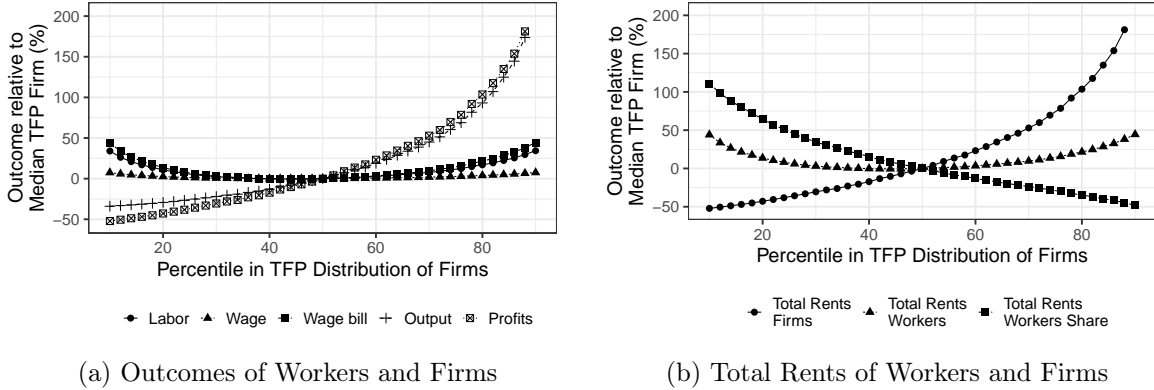 Outcome relative to
Median TFP Firm (%)
200
150
100
50
0
−50
20
40
60
80
Percentile in TFP Distribution of Firms
Labor Wage Wage bill Output Profits
(a) Outcomes of Workers and Firms
Outcome relative to
Median TFP Firm (%)
200
150
100
50
0
−50
20
40
60
80
Percentile in TFP Distribution of Firms
Total Rents Firms
Total Rents Workers
Total Rents Workers Share
(b) Total Rents of Workers and Firms